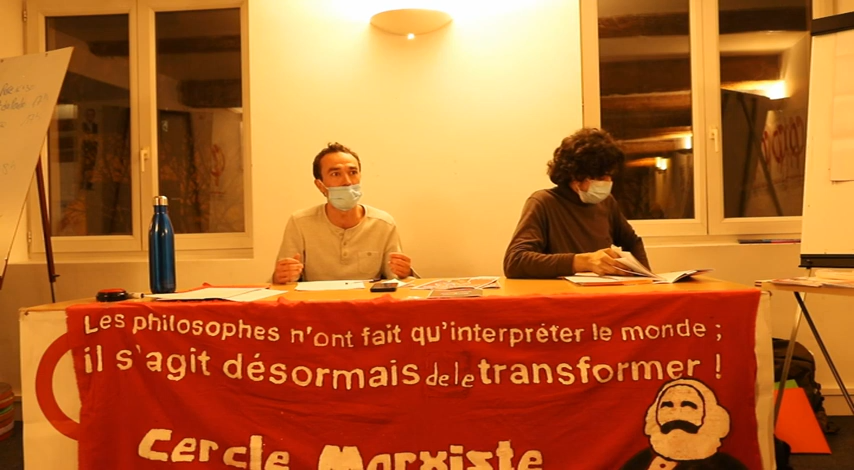 Les philosophes n'ont fait qu'interpréter le monde ;
il s'agit désormais de le transformer !
Cercle Marxiste